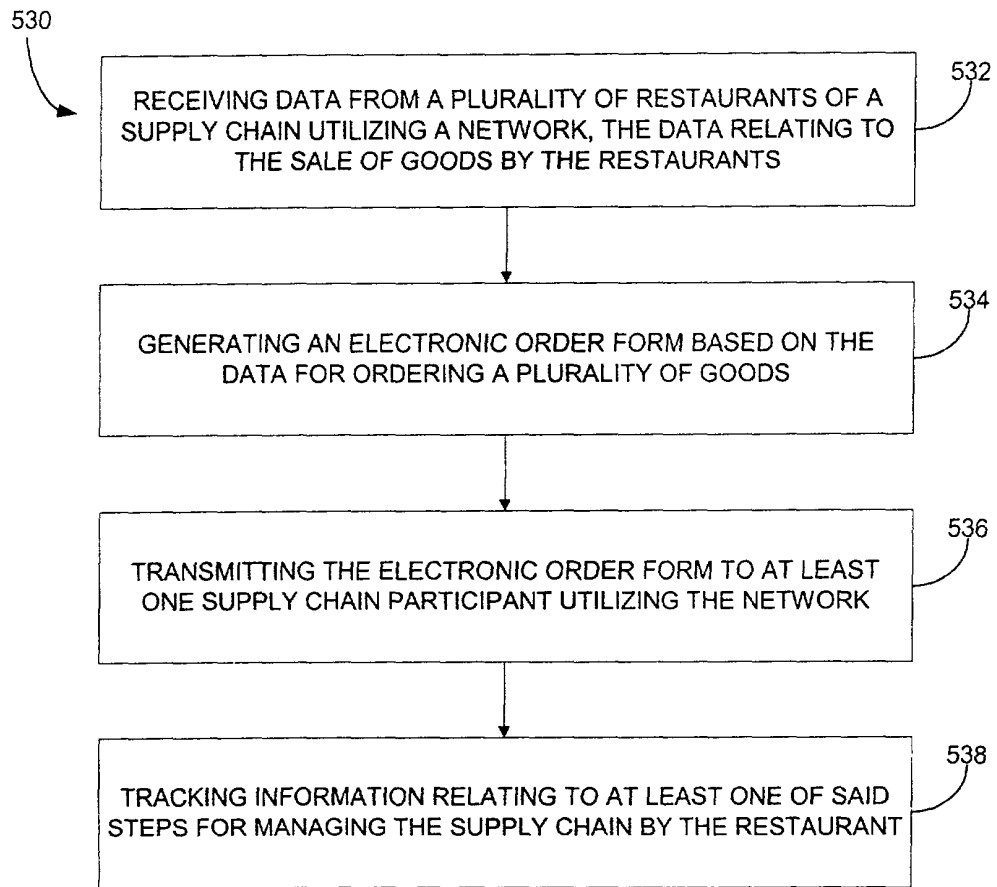 530
532
RECEIVING DATA FROM A PLURALITY OF RESTAURANTS OF A
SUPPLY CHAIN UTILIZING A NETWORK, THE DATA RELATING TO
THE SALE OF GOODS BY THE RESTAURANTS
534
GENERATING AN ELECTRONIC ORDER FORM BASED ON THE
DATA FOR ORDERING A PLURALITY OF GOODS
536
TRANSMITTING THE ELECTRONIC ORDER FORM TO AT LEAST
ONE SUPPLY CHAIN PARTICIPANT UTILIZING THE NETWORK
538
TRACKING INFORMATION RELATING TO AT LEAST ONE OF SAID
STEPS FOR MANAGING THE SUPPLY CHAIN BY THE RESTAURANT